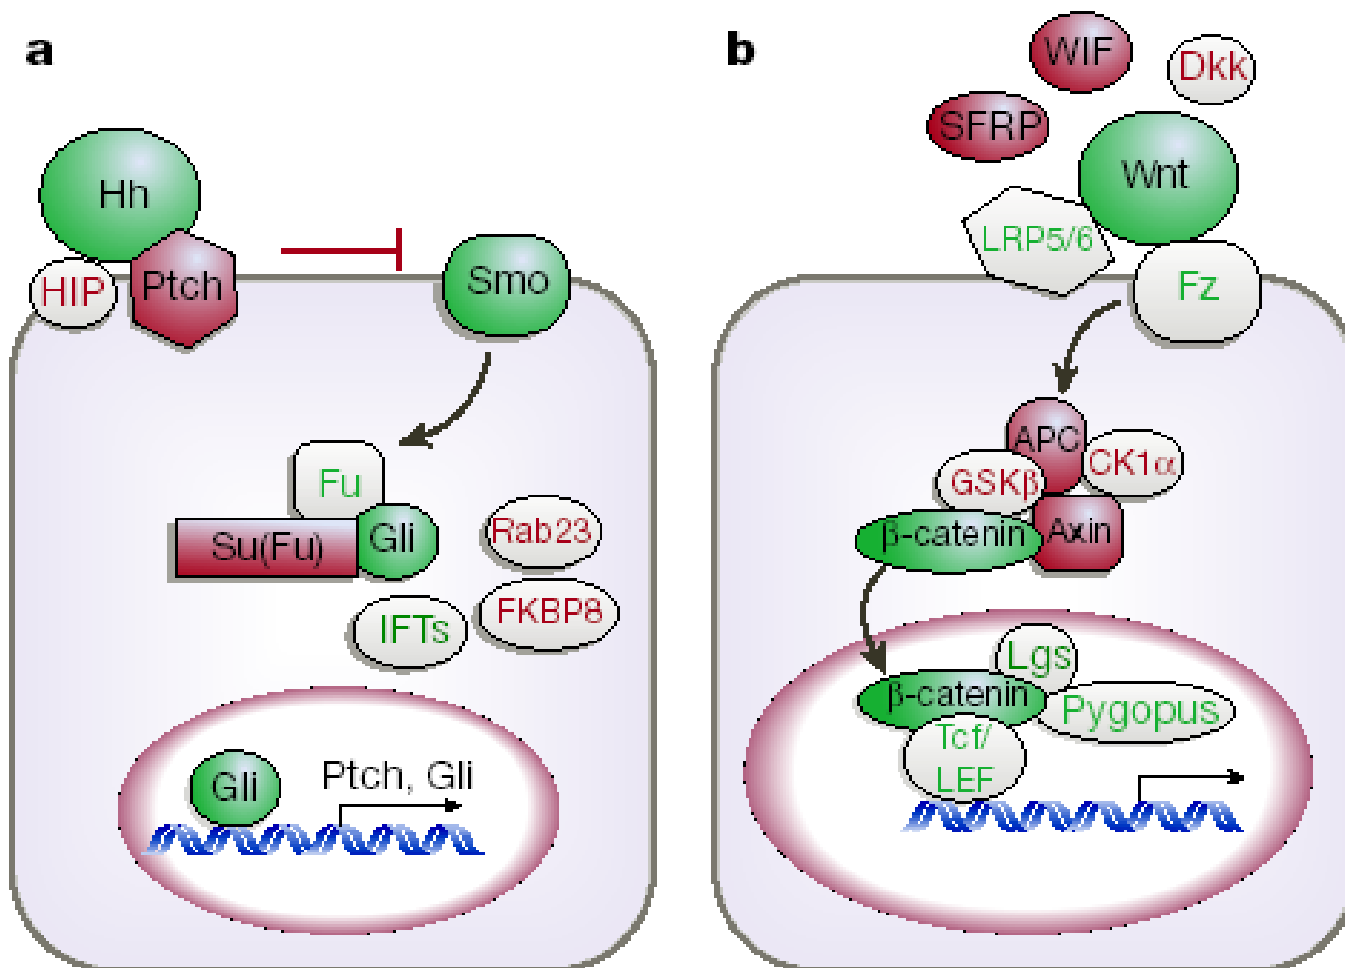 a
Hh
HIP
Ptch
Smo
Fu
Su(Fu)
Gli
Rab23
IFTs
FKBP8
Gli
Ptch, Gli
b
WIF
Dkk
SFRP
Wnt
LRP5/6
Fz
APC
GSKβ
CK1α
β-catenin
Axin
Lgs
β-catenin
Pygopus
Tcf/
LEF